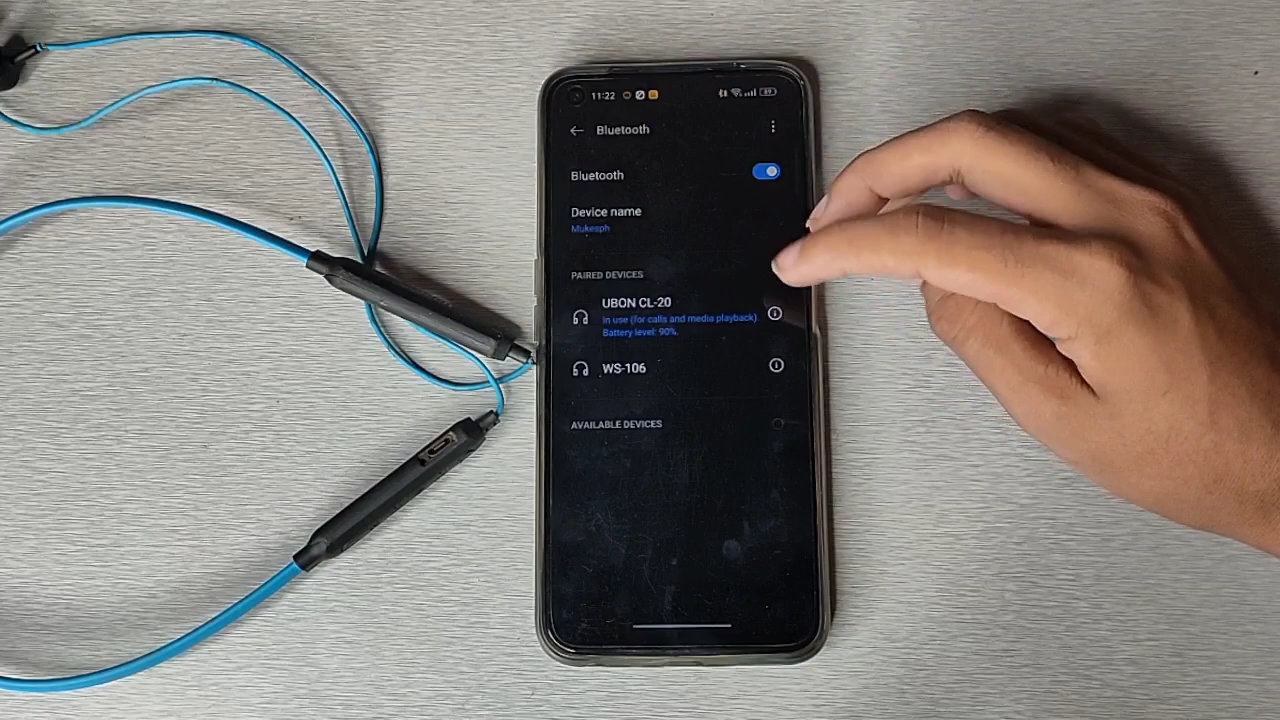 11:22
89
Bluetooth
Bluetooth
Device name
Mukesph
PAIRED DEVICES
UBON CL-20
In use (for calls and media playback)
Battery level: 90%.
WS-106
AVAILABLE DEVICES